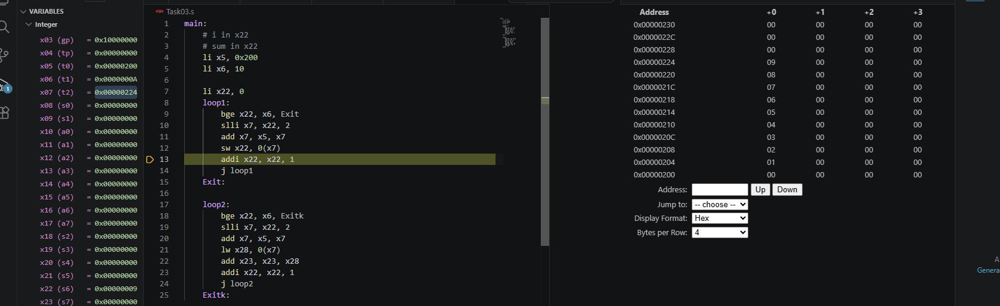 VARIABLES
Integer
x03 (gp) = 0x10000000
x04 (tp) = 0x00000000
x05 (t0) = 0x00000200
x06 (t1) = 0x0000000A
x07 (t2) = 0x00000224
x08 (s0) = 0x00000000
x09 (s1) = 0x00000000
x10 (a0) = 0x00000000
x11 (a1) = 0x00000000
x12 (a2) = 0x00000000
x13 (a3) = 0x00000000
x14 (a4) = 0x00000000
x15 (a5) = 0x00000000
x16 (a6) = 0x00000000
x17 (a7) = 0x00000000
x18 (s2) = 0x00000000
x19 (s3) = 0x00000000
x20 (s4) = 0x00000000
x21 (s5) = 0x00000000
x22 (s6) = 0x00000009
x23 (s7) = 0x00000000
1
ASM Task03.s
1 main:
2 # i in x22
3 # sum in x22
4 li x5, 0x200
5 li x6, 10
6
7 li x22, 0
8 loop1:
9 bge x22, x6, Exit
10 slli x7, x22, 2
11 add x7, x5, x7
12 sw x22, 0(x7)
13 addi x22, x22, 1
14 j loop1
15 Exit:
16
17 loop2:
18 bge x22, x6, Exitk
19 slli x7, x22, 2
20 add x7, x5, x7
21 lw x28, 0(x7)
22 add x23, x23, x28
23 addi x22, x22, 1
24 j loop2
25 Exitk:
Address +0 +1 +2 +3
0x00000230 00 00 00 00
0x0000022C 00 00 00 00
0x00000228 00 00 00 00
0x00000224 09 00 00 00
0x00000220 08 00 00 00
0x0000021C 07 00 00 00
0x00000218 06 00 00 00
0x00000214 05 00 00 00
0x00000210 04 00 00 00
0x0000020C 03 00 00 00
0x00000208 02 00 00 00
0x00000204 01 00 00 00
0x00000200 00 00 00 00
Address: Up Down
Jump to: -- choose --
Display Format: Hex
Bytes per Row: 4
A
Genera